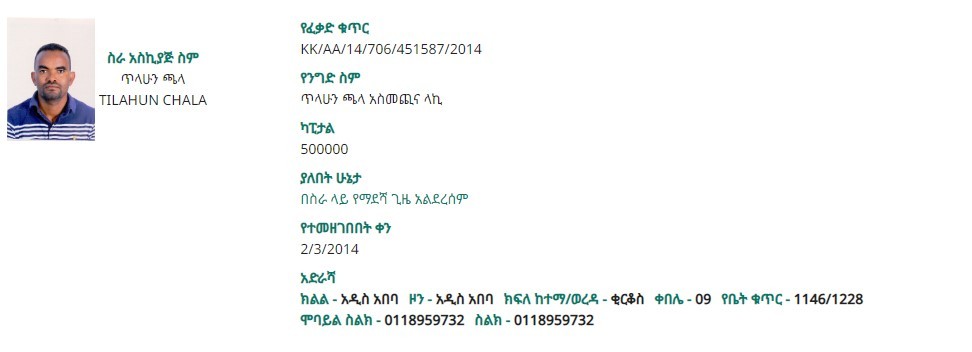 ስራ አስኪያጅ ስም
ጥላሁን ጫላ
TILAHUN CHALA
የፈቃድ ቁጥር
KK/AA/14/706/451587/2014
የንግድ ስም
ጥላሁን ጫላ አስመጪና ላኪ
ካፒታል
500000
ያለበት ሁኔታ
በስራ ላይ የማደሻ ጊዜ አልደረሰም
የተመዘገበበት ቀን
2/3/2014
አድራሻ
ክልል - አዲስ አበባ ዞን - አዲስ አበባ ክፍለ ከተማ/ወረዳ - ቂርቆስ ቀበሌ - 09 የቤት ቁጥር - 1146/1228
ሞባይል ስልክ - 0118959732 ስልክ - 0118959732